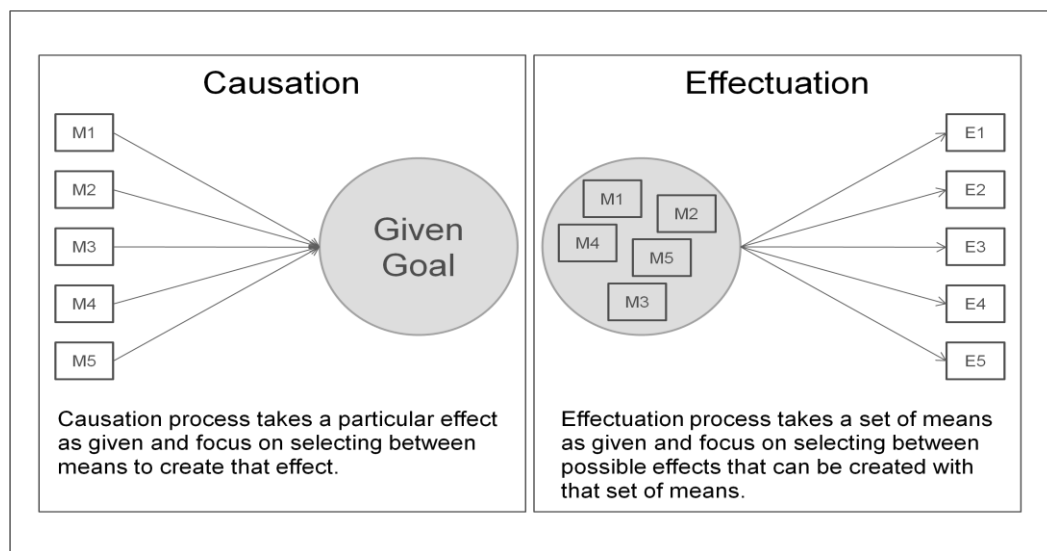 Causation
M1
M2
M3
M4
M5
Given
Goal
Causation process takes a particular effect
as given and focus on selecting between
means to create that effect.
Effectuation
M1
M2
M4
M5
M3
E1
E2
E3
E4
E5
Effectuation process takes a set of means
as given and focus on selecting between
possible effects that can be created with
that set of means.